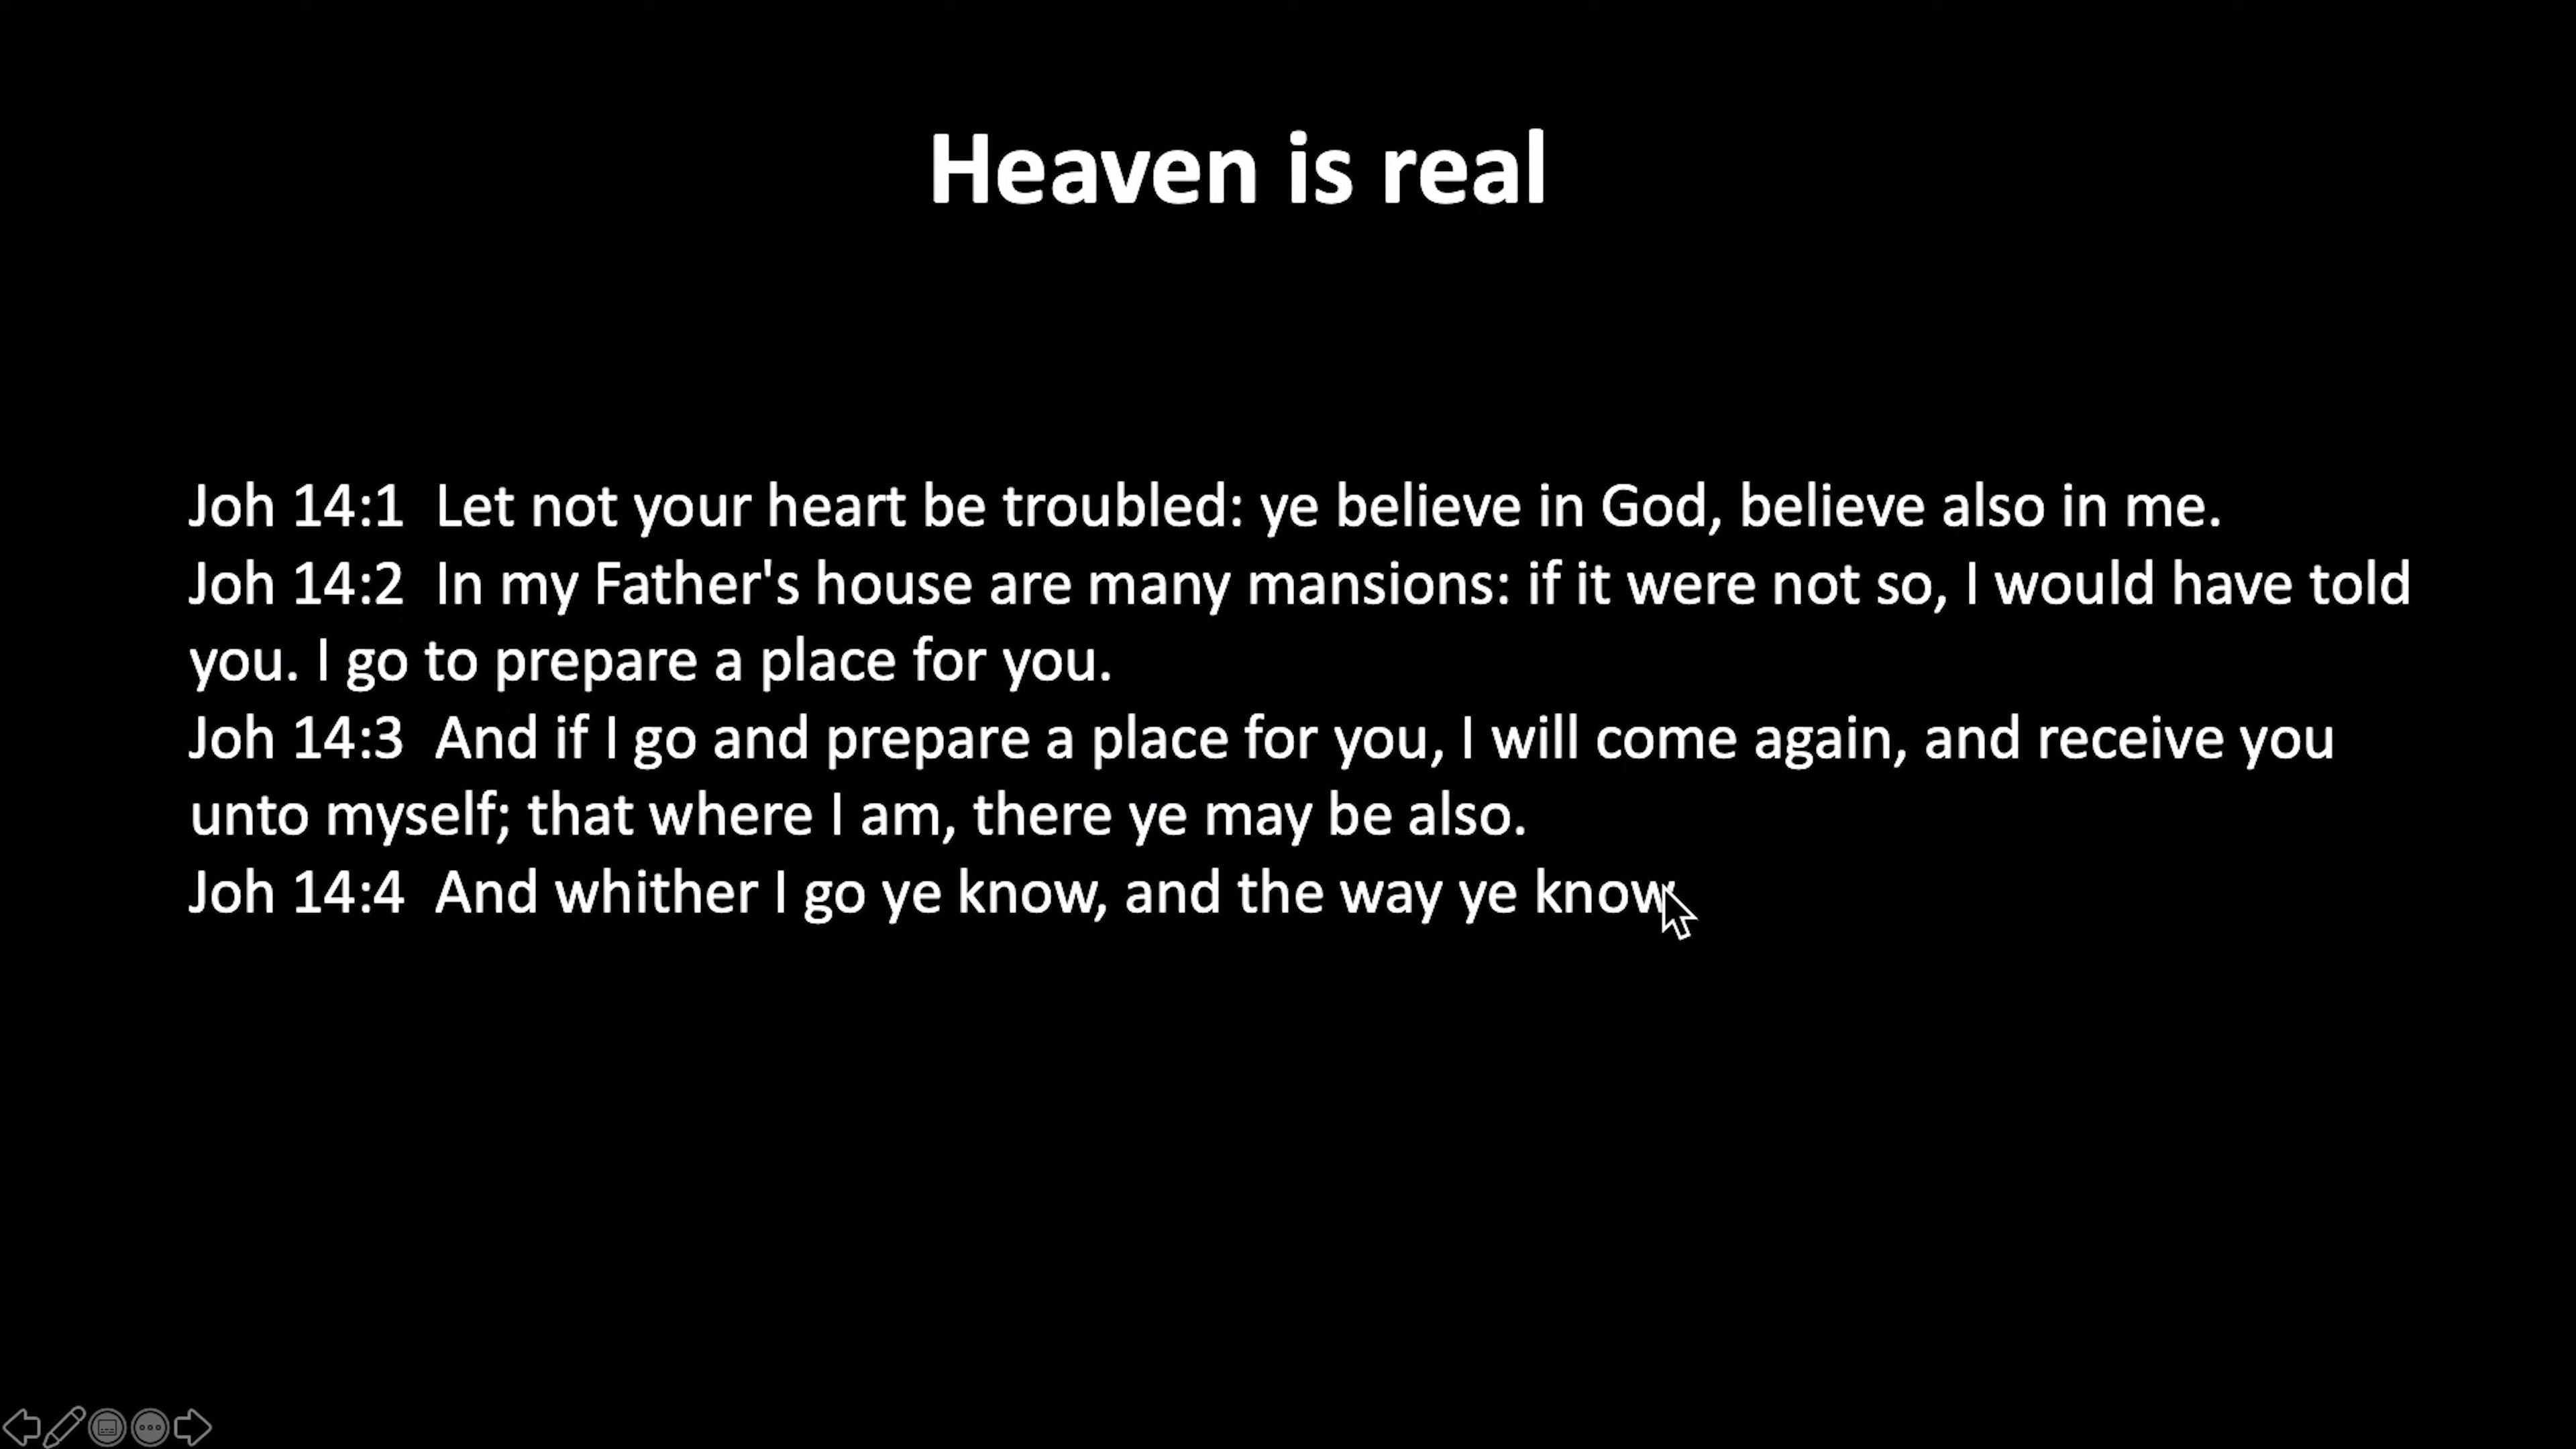 Heaven is real
Joh 14:1  Let not your heart be troubled: ye believe in God, believe also in me.
Joh 14:2  In my Father's house are many mansions: if it were not so, I would have told
you. I go to prepare a place for you.
Joh 14:3  And if I go and prepare a place for you, I will come again, and receive you
unto myself; that where I am, there ye may be also.
Joh 14:4  And whither I go ye know, and the way ye know